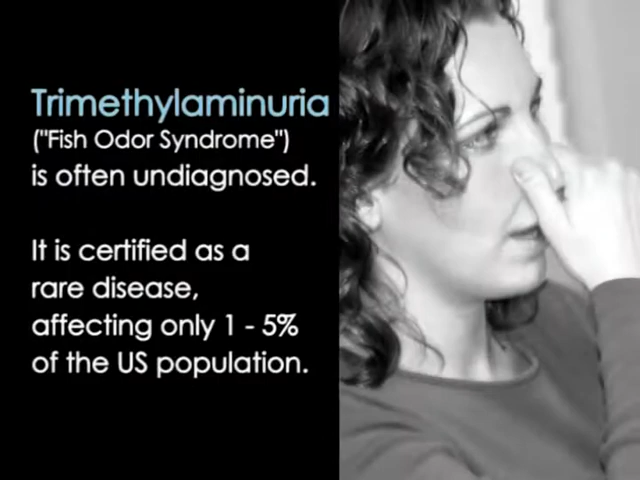 Trimethylaminuria
("Fish Odor Syndrome")
is often undiagnosed.
It is certified as a
rare disease,
affecting only 1 - 5%
of the US population.